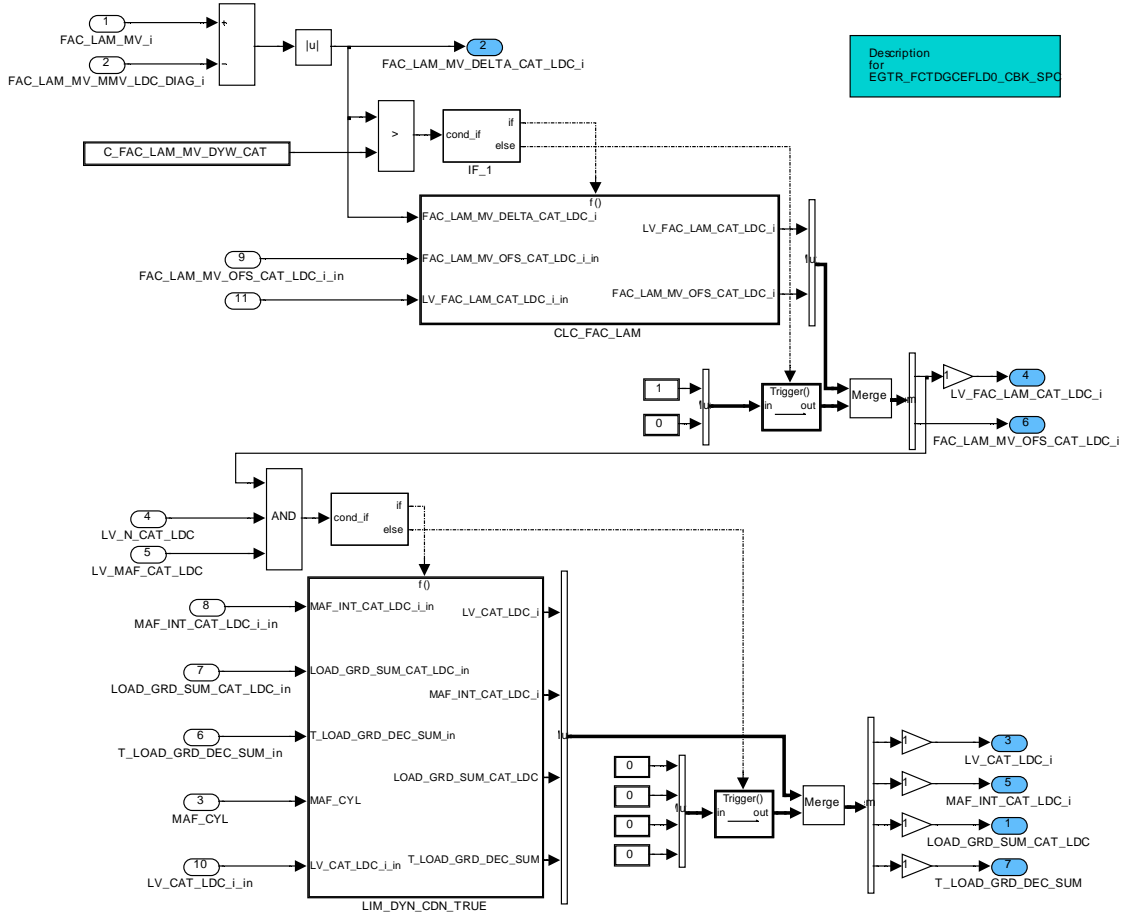 1
FAC_LAM_MV_i
2
FAC_LAM_MV_MMV_LDC_DIAG_i
+
-
|u|
2
FAC_LAM_MV_DELTA_CAT_LDC_i
Description
for
EGTR_FCTDGCEFLD0_CBK_SPC
C_FAC_LAM_MV_DYW_CAT
>
cond_if
if
else
IF_1
f()
FAC_LAM_MV_DELTA_CAT_LDC_i
LV_FAC_LAM_CAT_LDC_i
9
FAC_LAM_MV_OFS_CAT_LDC_i_in
FAC_LAM_MV_OFS_CAT_LDC_i_in
11
LV_FAC_LAM_CAT_LDC_i_in
FAC_LAM_MV_OFS_CAT_LDC_i
CLC_FAC_LAM
1
0
Trigger()
in
out
Merge
m
1
4
LV_FAC_LAM_CAT_LDC_i
6
FAC_LAM_MV_OFS_CAT_LDC_i
4
LV_N_CAT_LDC
5
LV_MAF_CAT_LDC
AND
cond_if
if
else
f()
8
MAF_INT_CAT_LDC_i_in
MAF_INT_CAT_LDC_i_in
LV_CAT_LDC_i
7
LOAD_GRD_SUM_CAT_LDC_in
LOAD_GRD_SUM_CAT_LDC_in
MAF_INT_CAT_LDC_i
6
T_LOAD_GRD_DEC_SUM_in
T_LOAD_GRD_DEC_SUM_in
LOAD_GRD_SUM_CAT_LDC
3
MAF_CYL
MAF_CYL
10
LV_CAT_LDC_i_in
LV_CAT_LDC_i_in
T_LOAD_GRD_DEC_SUM
LIM_DYN_CDN_TRUE
0
0
0
0
Trigger()
in
out
Merge
m
1
3
LV_CAT_LDC_i
1
5
MAF_INT_CAT_LDC_i
1
1
LOAD_GRD_SUM_CAT_LDC
1
7
T_LOAD_GRD_DEC_SUM